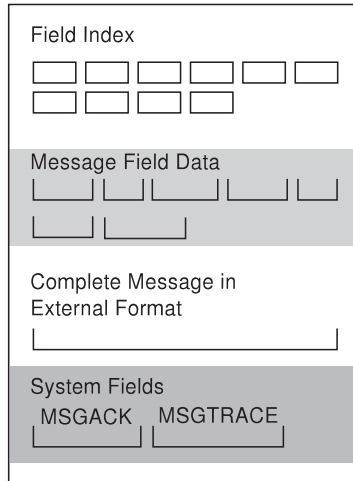 Field Index
Message Field Data
Complete Message in
External Format
System Fields
MSGACK MSGTRACE